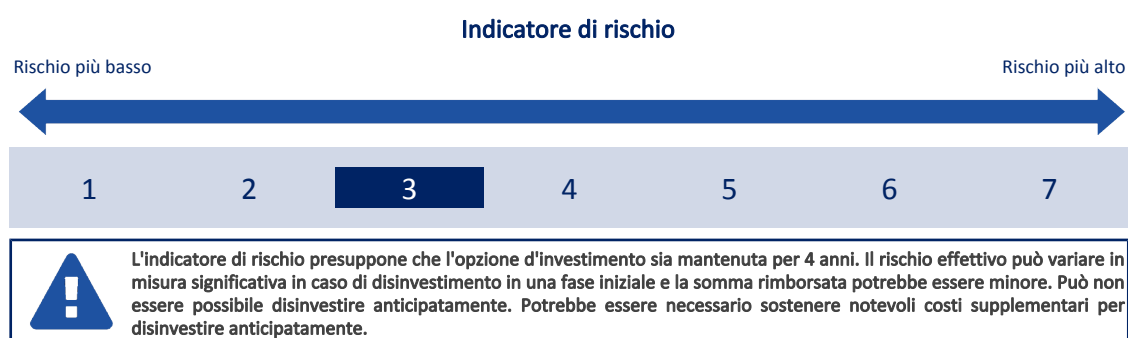 Indicatore di rischio
Rischio più basso
Rischio più alto
1 2 3 4 5 6 7
L'indicatore di rischio presuppone che l'opzione d'investimento sia mantenuta per 4 anni. Il rischio effettivo può variare in
misura significativa in caso di disinvestimento in una fase iniziale e la somma rimborsata potrebbe essere minore. Può non
essere possibile disinvestire anticipatamente. Potrebbe essere necessario sostenere notevoli costi supplementari per
disinvestire anticipatamente.